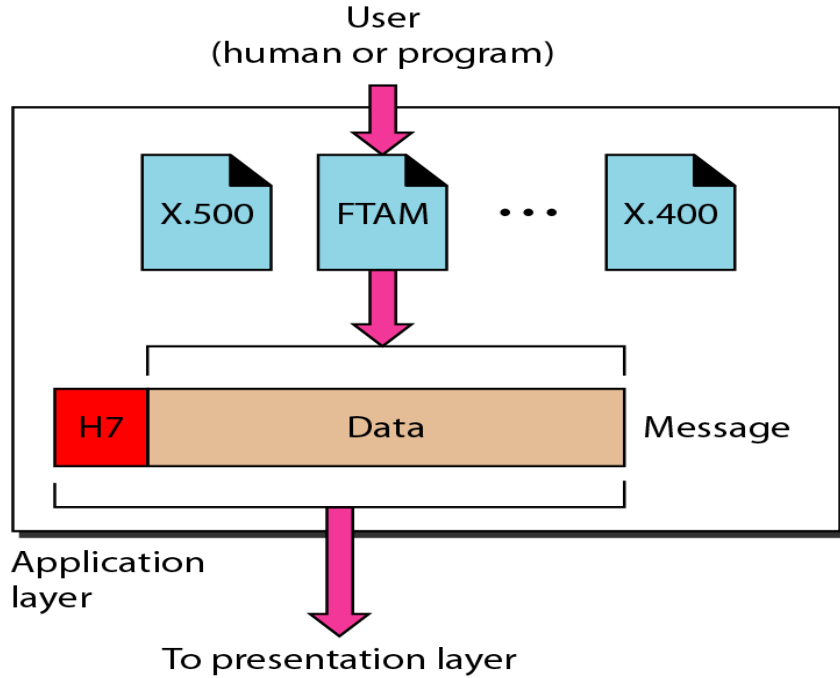 User
(human or program)
X.500
FTAM
...
X.400
H7
Data
Message
Application
layer
To presentation layer